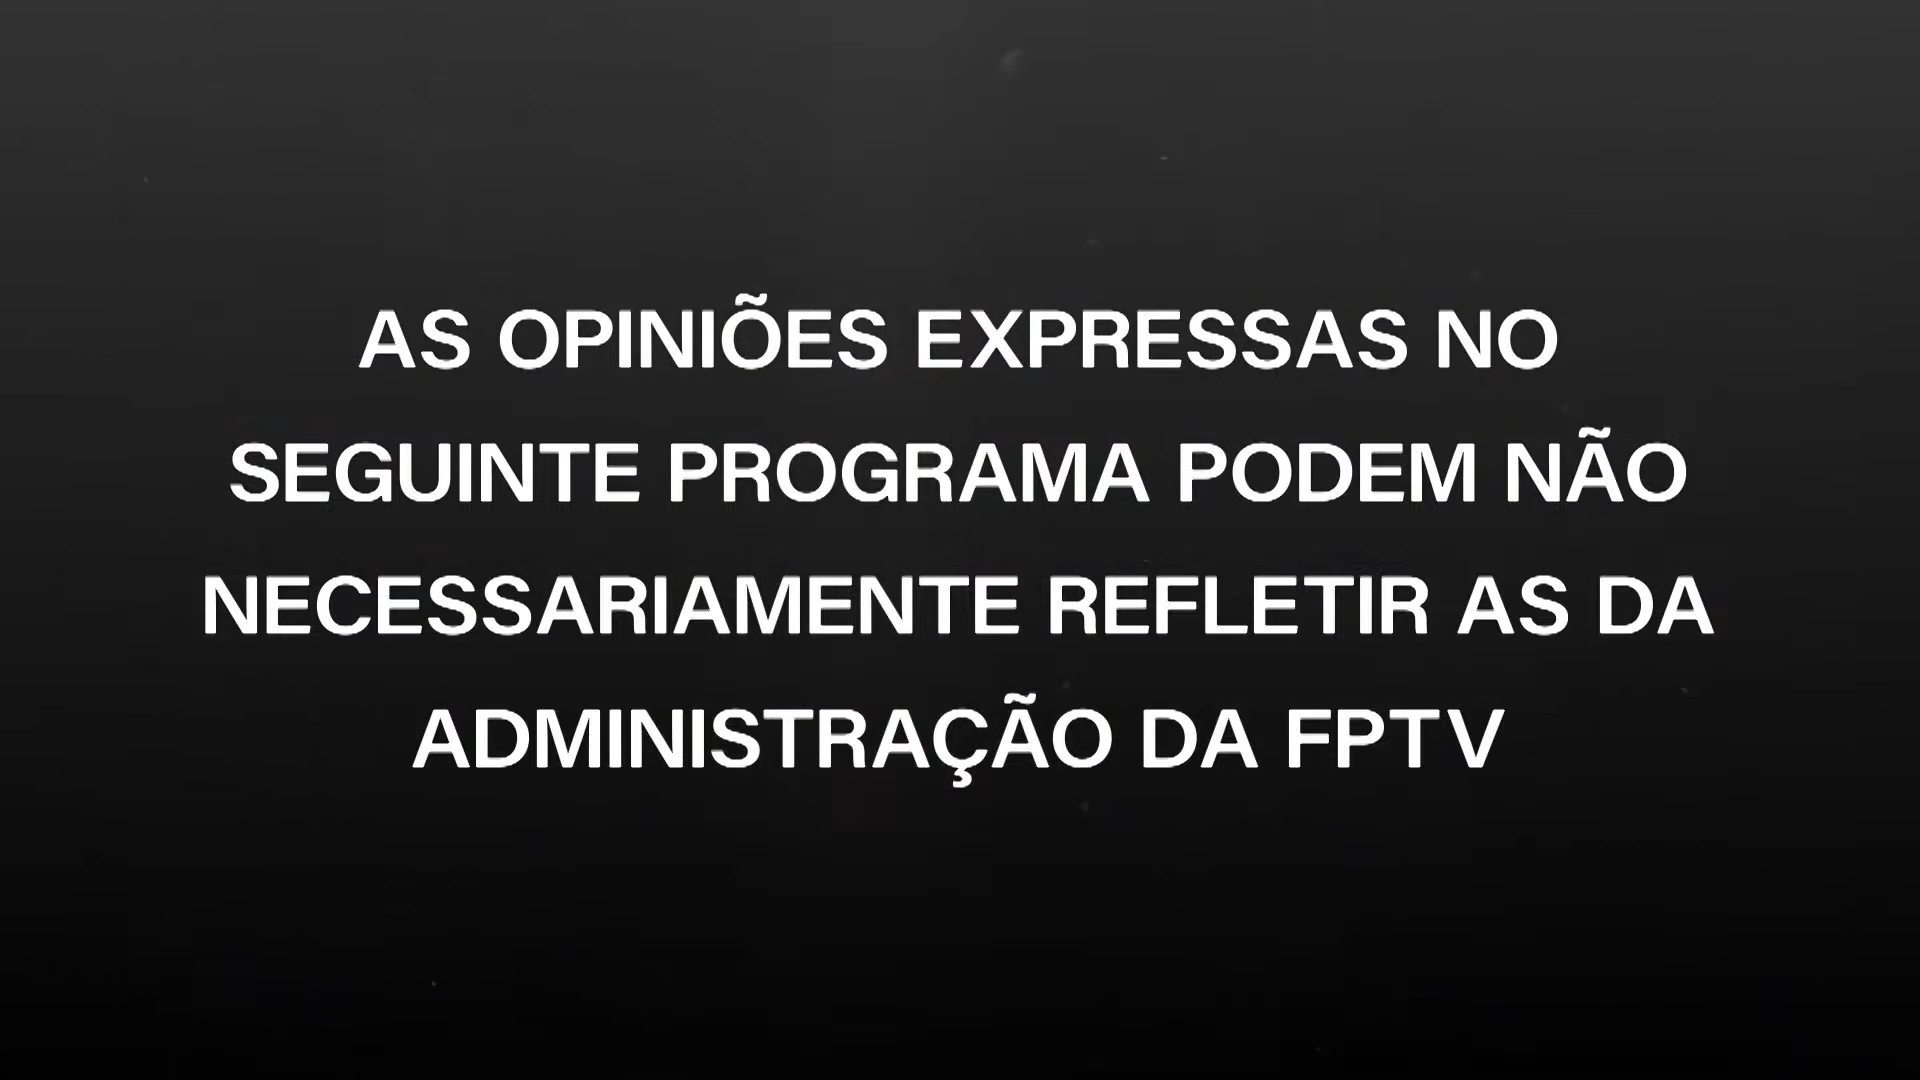 AS OPINIÕES EXPRESSAS NO
SEGUINTE PROGRAMA PODEM NÃO
NECESSARIAMENTE REFLETIR AS DA
ADMINISTRAÇÃO DA FPTV